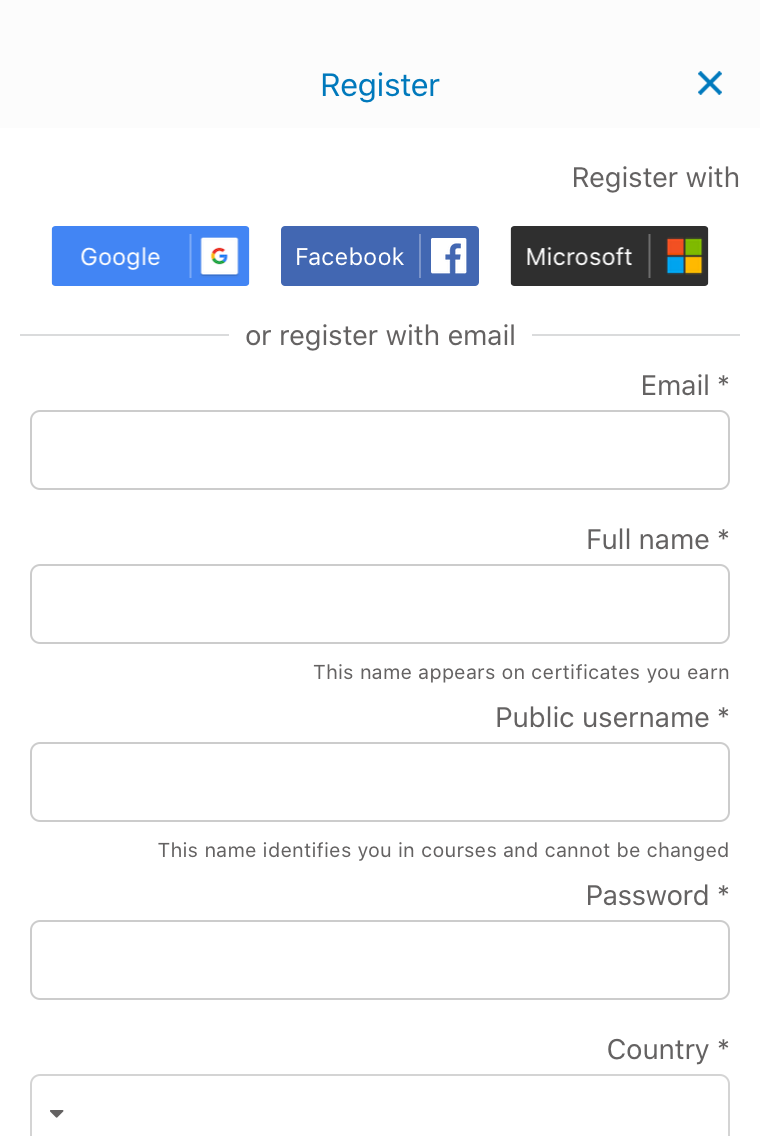 Register
Register with
Google
Facebook
Microsoft
or register with email
Email *
Full name *
This name appears on certificates you earn
Public username *
This name identifies you in courses and cannot be changed
Password *
Country *